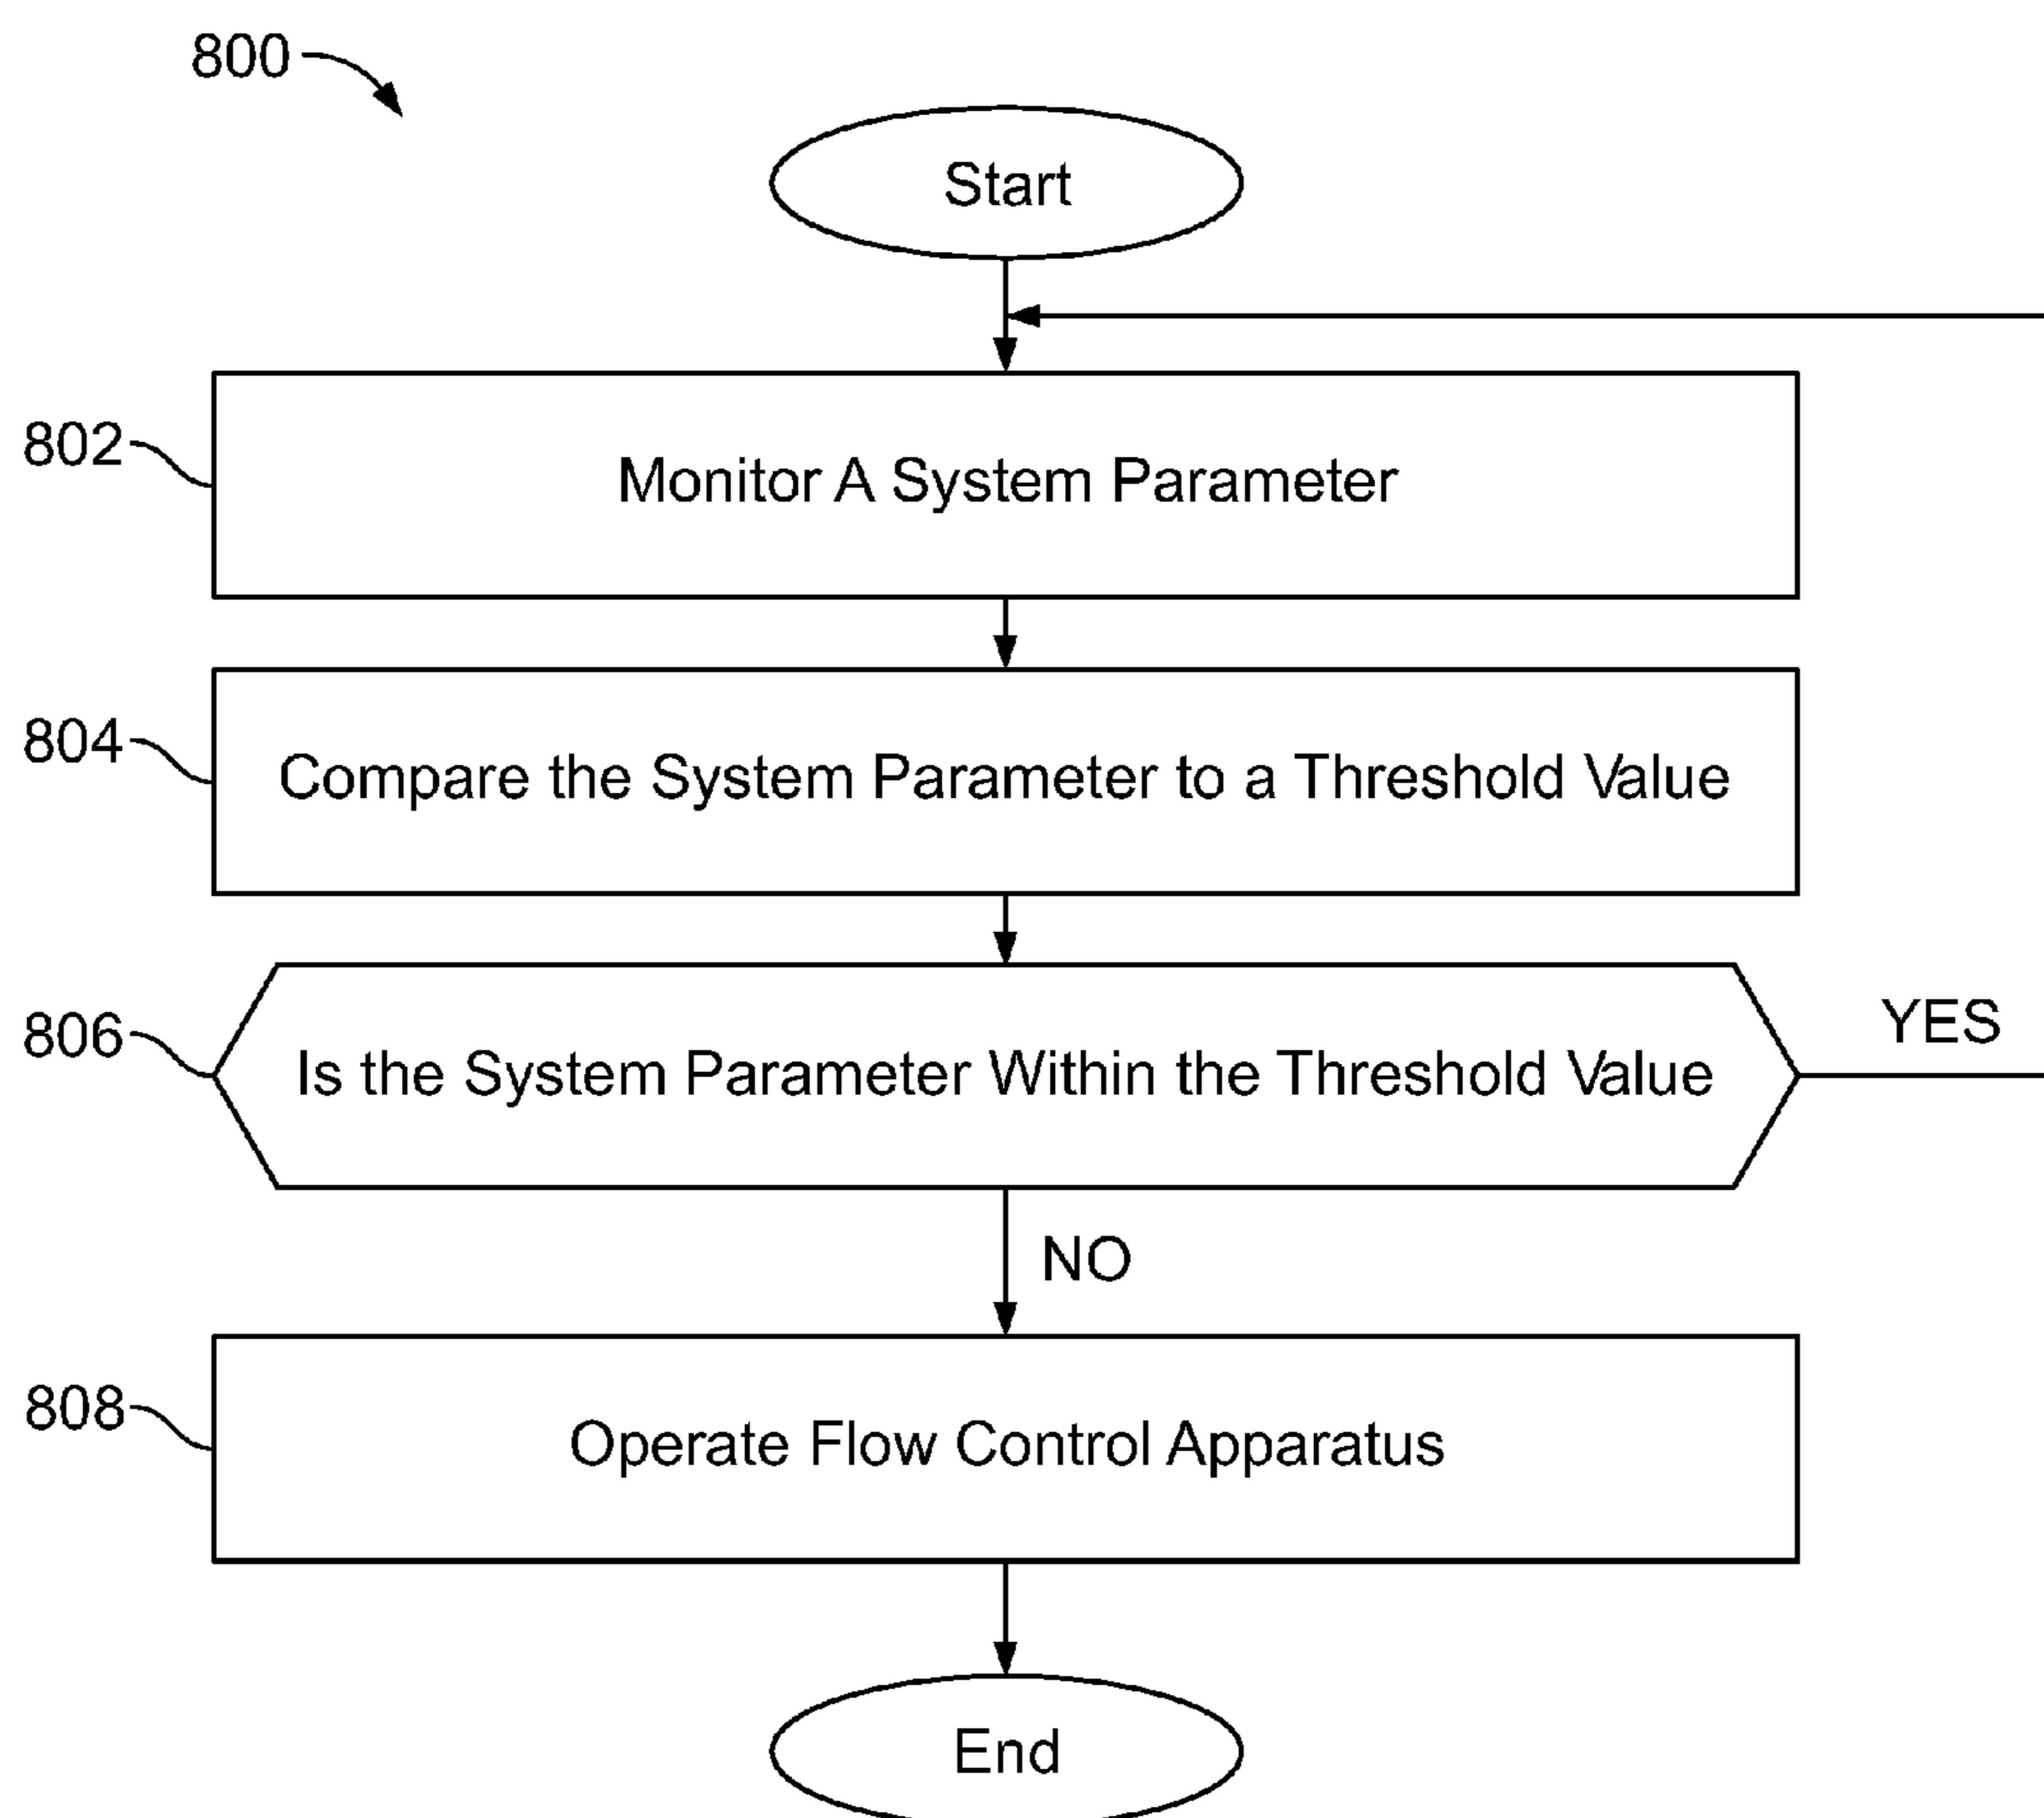 800
Start
802
Monitor A System Parameter
804
Compare the System Parameter to a Threshold Value
806
Is the System Parameter Within the Threshold Value
YES
NO
808
Operate Flow Control Apparatus
End